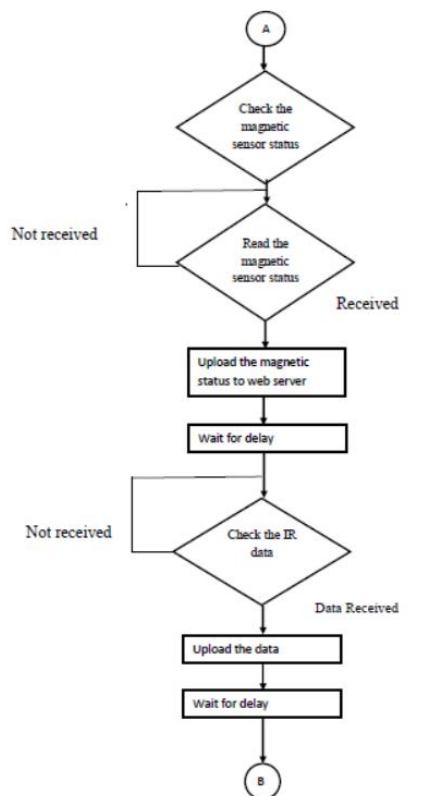 A
Check the
magnetic
sensor status
Not received
Read the
magnetic
sensor status
Received
Upload the magnetic
status to web server
Wait for delay
Not received
Check the IR
data
Data Received
Upload the data
Wait for delay
B